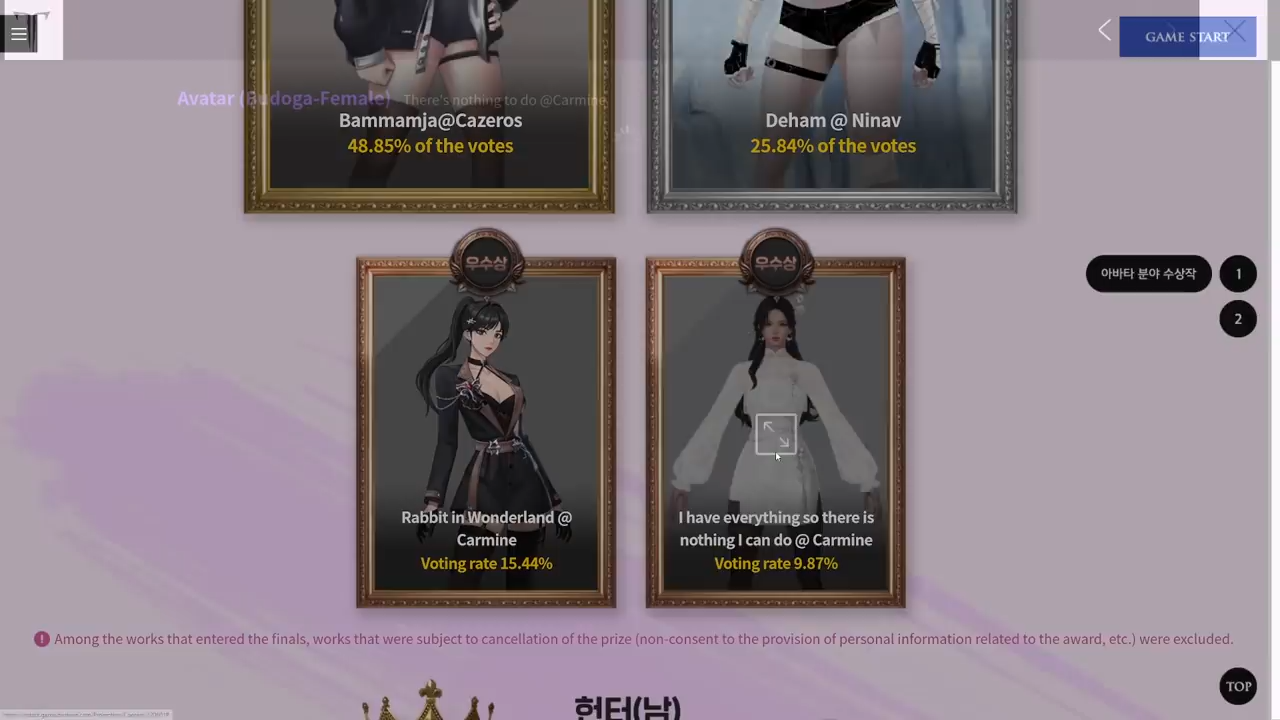 GAME START
Avatar (Budoga-Female) There's nothing to do @Carmine
Bammamja@Cazeros
48.85% of the votes
Deham @ Ninav
25.84% of the votes
우수상
우수상
아바타 분야 수상작
1
2
Rabbit in Wonderland @
Carmine
Voting rate 15.44%
I have everything so there is
nothing I can do @ Carmine
Voting rate 9.87%
Among the works that entered the finals, works that were subject to cancellation of the prize (non-consent to the provision of personal information related to the award, etc.) were excluded.
TOP
헌터(남)